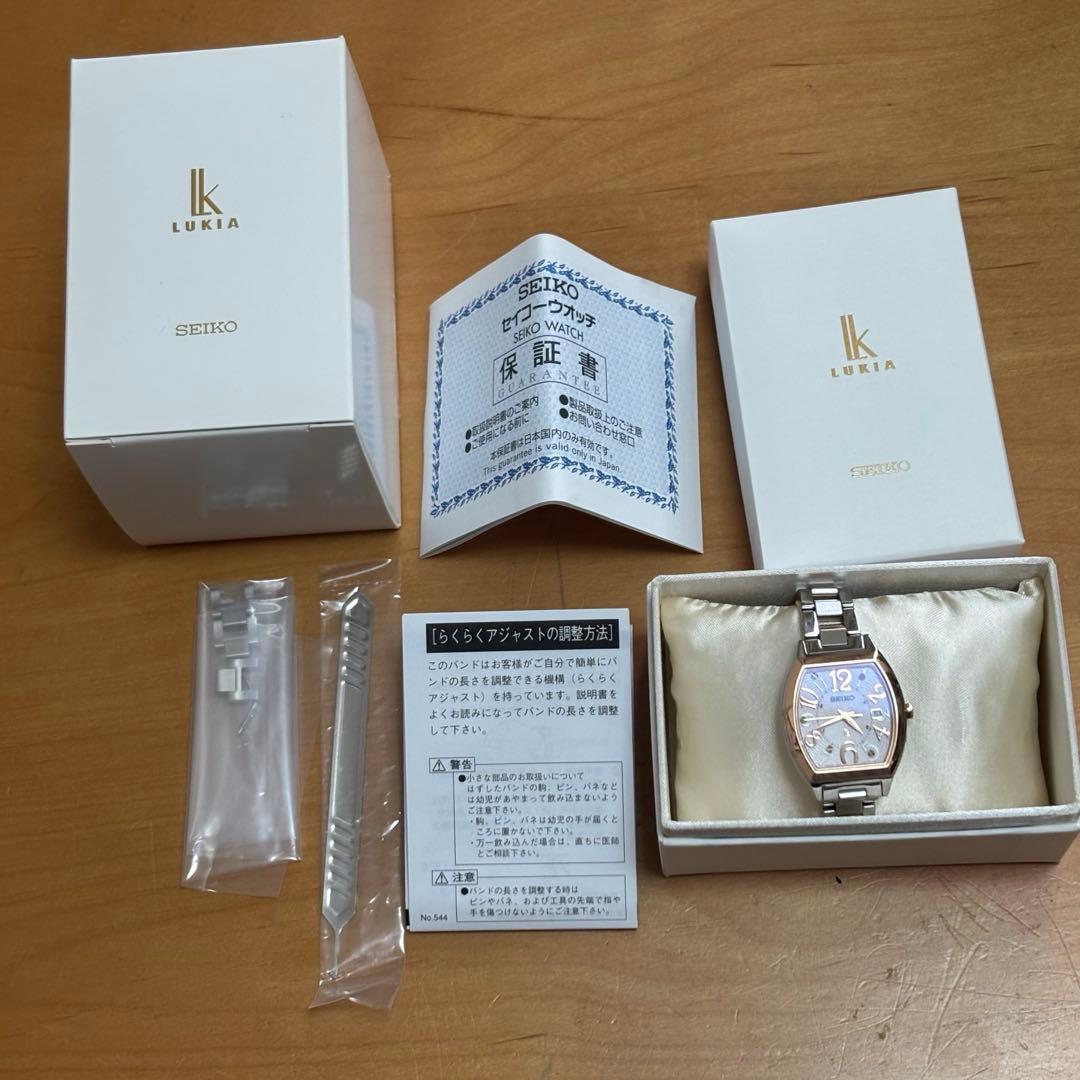 LK
LUKIA
SEIKO
SEIKO
セイコーウオッチ
SEIKO WATCH
保証書
GUARANTEE
●取扱説明書のご案内
●ご使用になる前に
●製品取扱上のご注意
●お問い合わせ窓口
本保証書は日本国内のみ有効です。
This guarantee is valid only in Japan.
LK
LUKIA
SEIKO
[らくらくアジャストの調整方法]
このバンドはお客様がご自分で簡単にバ
ンドの長さを調整できる機構（らくらく
アジャスト）を持っています。説明書を
よくお読みになってバンドの長さを調整
して下さい。
⚠ 警告
●小さな部品のお取扱いについて
はずしたバンドの駒、ピン、バネなど
は幼児があやまって飲み込まないよう
ご注意下さい。
・駒、ピン、バネは幼児の手が届くと
ころに置かないで下さい。
・万一飲み込んだ場合は、直ちに医師
とご相談下さい。
⚠ 注意
●バンドの長さを調整する時は
ピンやバネ、および工具の先端で指や
手を傷つけないようにご注意下さい。
No.544
12
SEIKO
2